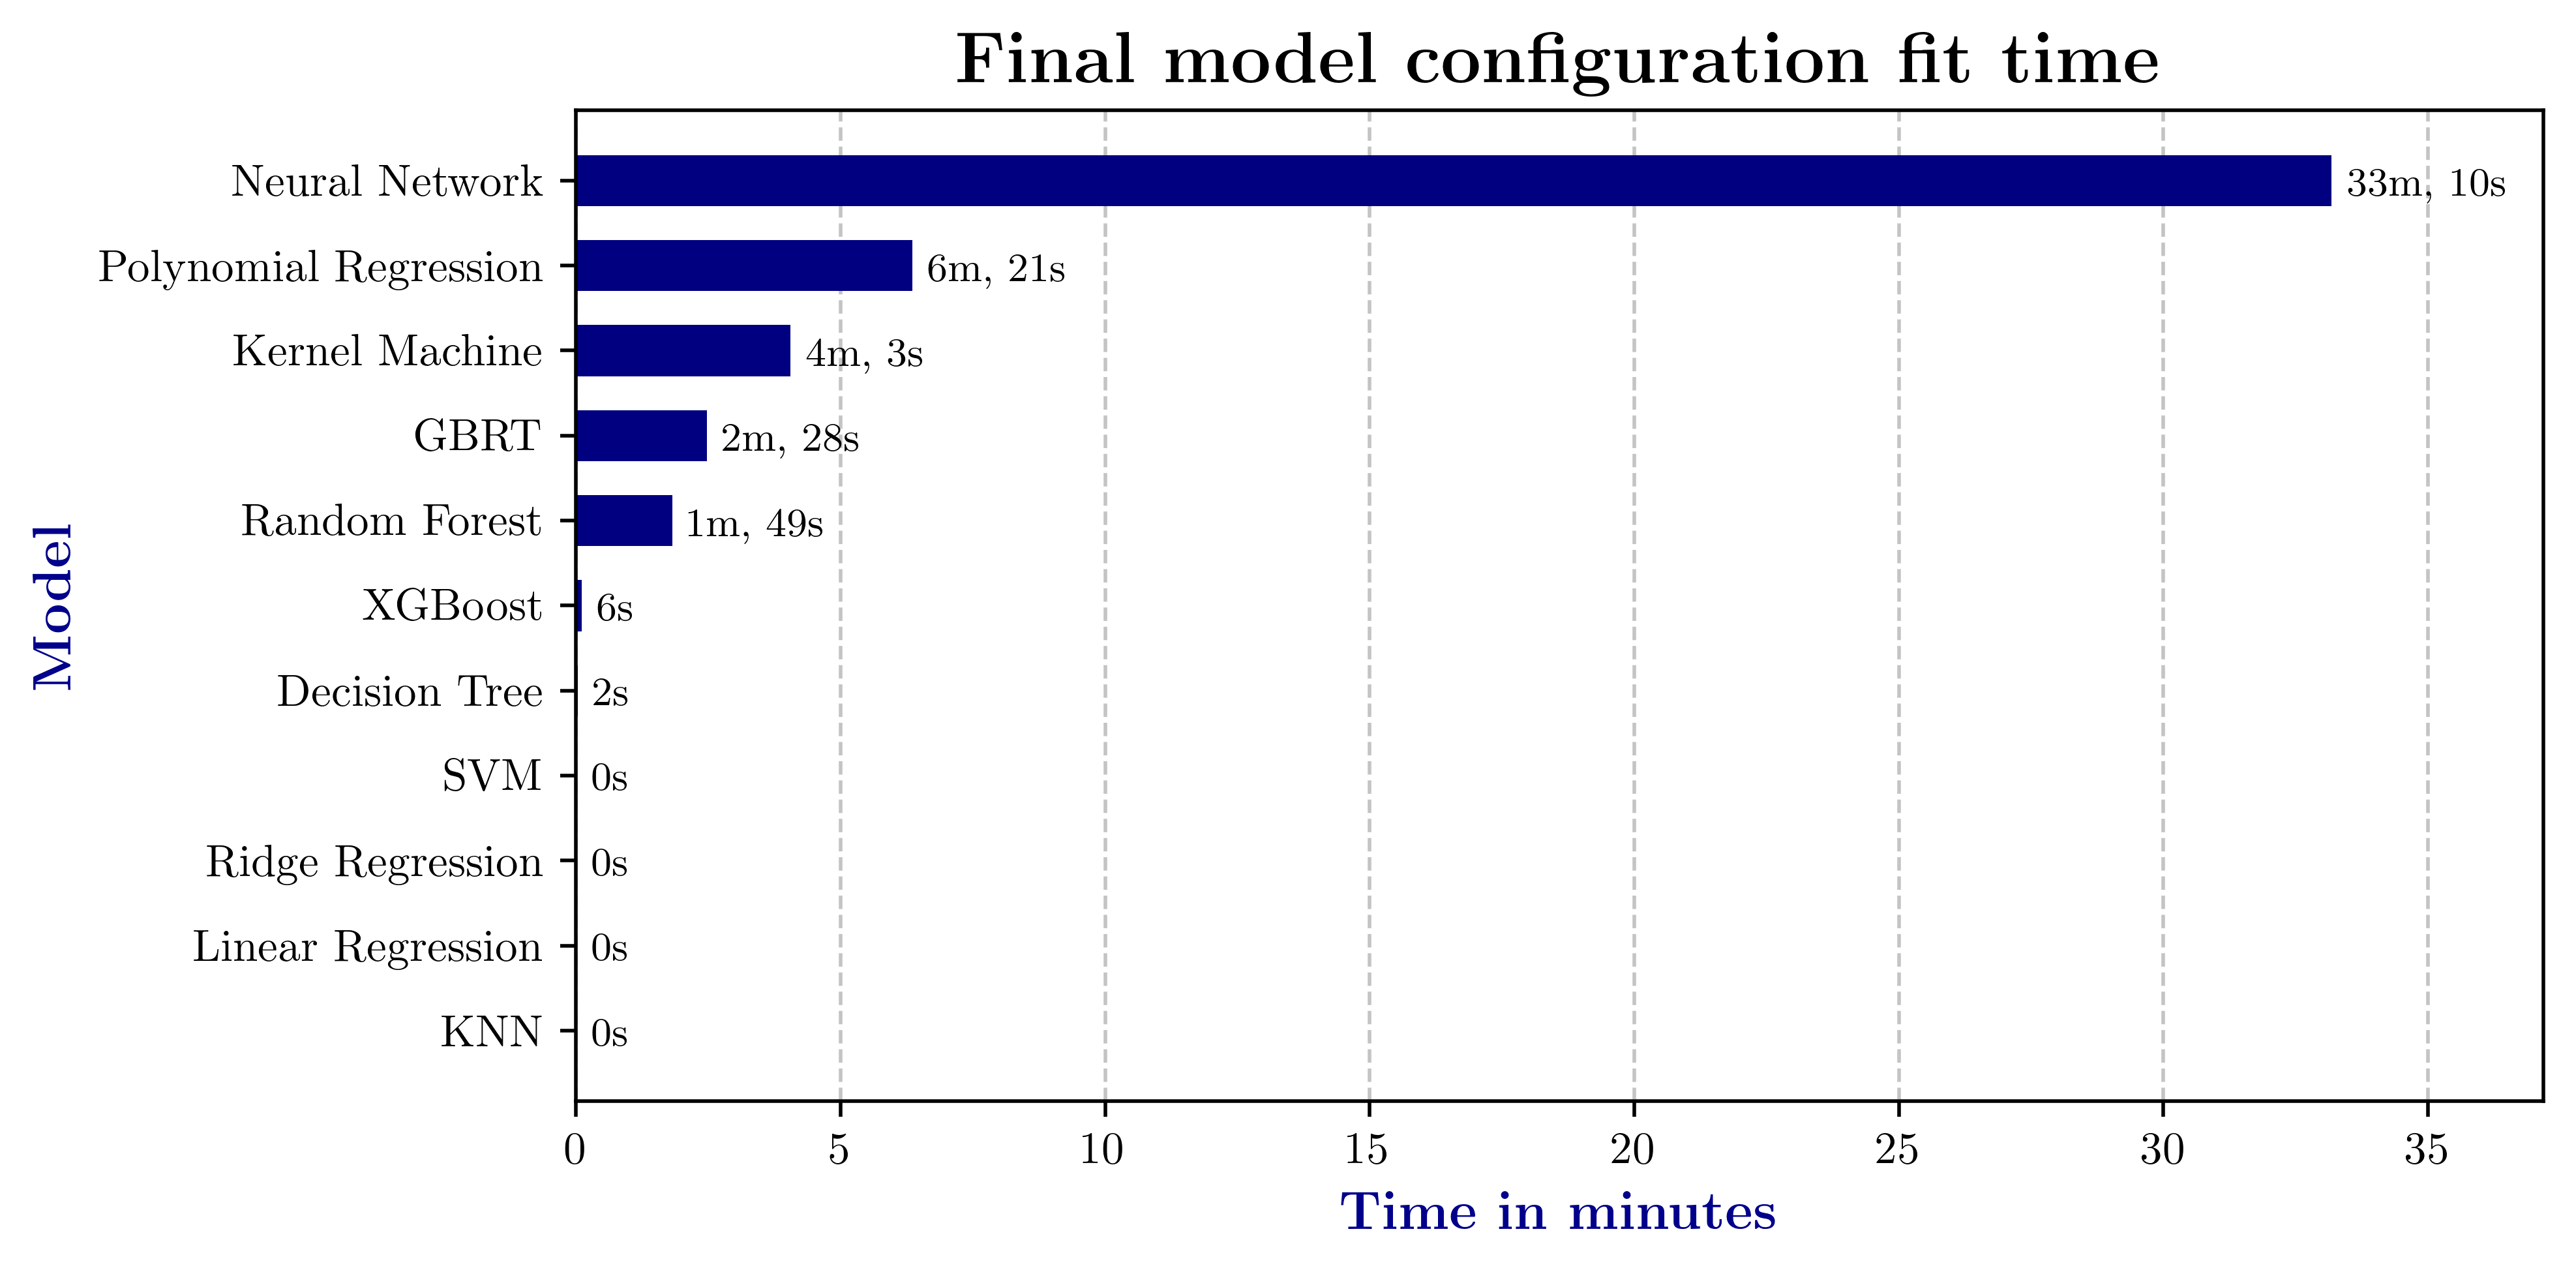 Final model configuration fit time
Neural Network
33m, 10s
Polynomial Regression
6m, 21s
Kernel Machine
4m, 3s
GBRT
2m, 28s
Random Forest
1m, 49s
XGBoost
6s
Decision Tree
2s
SVM
0s
Ridge Regression
0s
Linear Regression
0s
KNN
0s
Model
0 5 10 15 20 25 30 35
Time in minutes